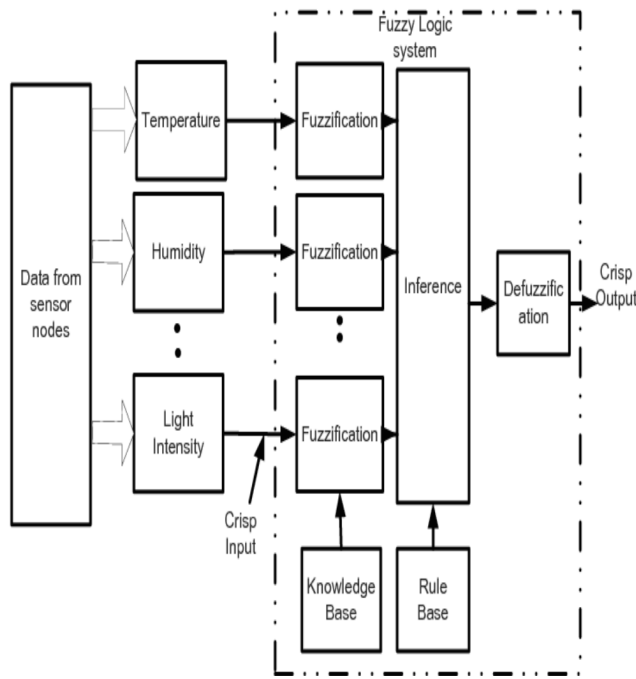 Fuzzy Logic
system
Temperature
Fuzzification
Humidity
Fuzzification
Data from
sensor
nodes
Inference
Defuzzific
ation
Crisp
Output
Light
Intensity
Fuzzification
Crisp
Input
Knowledge
Base
Rule
Base